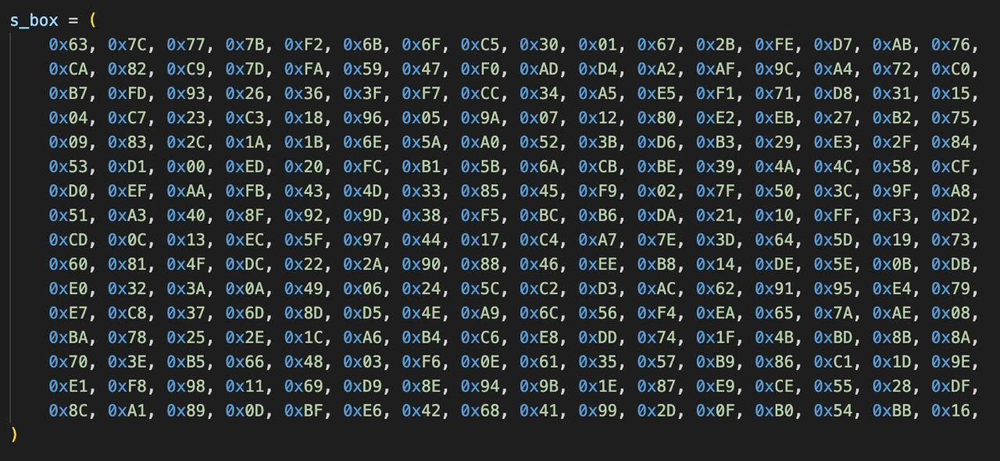 s_box = (
    0x63, 0x7C, 0x77, 0x7B, 0xF2, 0x6B, 0x6F, 0xC5, 0x30, 0x01, 0x67, 0x2B, 0xFE, 0xD7, 0xAB, 0x76,
    0xCA, 0x82, 0xC9, 0x7D, 0xFA, 0x59, 0x47, 0xF0, 0xAD, 0xD4, 0xA2, 0xAF, 0x9C, 0xA4, 0x72, 0xC0,
    0xB7, 0xFD, 0x93, 0x26, 0x36, 0x3F, 0xF7, 0xCC, 0x34, 0xA5, 0xE5, 0xF1, 0x71, 0xD8, 0x31, 0x15,
    0x04, 0xC7, 0x23, 0xC3, 0x18, 0x96, 0x05, 0x9A, 0x07, 0x12, 0x80, 0xE2, 0xEB, 0x27, 0xB2, 0x75,
    0x09, 0x83, 0x2C, 0x1A, 0x1B, 0x6E, 0x5A, 0xA0, 0x52, 0x3B, 0xD6, 0xB3, 0x29, 0xE3, 0x2F, 0x84,
    0x53, 0xD1, 0x00, 0xED, 0x20, 0xFC, 0xB1, 0x5B, 0x6A, 0xCB, 0xBE, 0x39, 0x4A, 0x4C, 0x58, 0xCF,
    0xD0, 0xEF, 0xAA, 0xFB, 0x43, 0x4D, 0x33, 0x85, 0x45, 0xF9, 0x02, 0x7F, 0x50, 0x3C, 0x9F, 0xA8,
    0x51, 0xA3, 0x40, 0x8F, 0x92, 0x9D, 0x38, 0xF5, 0xBC, 0xB6, 0xDA, 0x21, 0x10, 0xFF, 0xF3, 0xD2,
    0xCD, 0x0C, 0x13, 0xEC, 0x5F, 0x97, 0x44, 0x17, 0xC4, 0xA7, 0x7E, 0x3D, 0x64, 0x5D, 0x19, 0x73,
    0x60, 0x81, 0x4F, 0xDC, 0x22, 0x2A, 0x90, 0x88, 0x46, 0xEE, 0xB8, 0x14, 0xDE, 0x5E, 0x0B, 0xDB,
    0xE0, 0x32, 0x3A, 0x0A, 0x49, 0x06, 0x24, 0x5C, 0xC2, 0xD3, 0xAC, 0x62, 0x91, 0x95, 0xE4, 0x79,
    0xE7, 0xC8, 0x37, 0x6D, 0x8D, 0xD5, 0x4E, 0xA9, 0x6C, 0x56, 0xF4, 0xEA, 0x65, 0x7A, 0xAE, 0x08,
    0xBA, 0x78, 0x25, 0x2E, 0x1C, 0xA6, 0xB4, 0xC6, 0xE8, 0xDD, 0x74, 0x1F, 0x4B, 0xBD, 0x8B, 0x8A,
    0x70, 0x3E, 0xB5, 0x66, 0x48, 0x03, 0xF6, 0x0E, 0x61, 0x35, 0x57, 0xB9, 0x86, 0xC1, 0x1D, 0x9E,
    0xE1, 0xF8, 0x98, 0x11, 0x69, 0xD9, 0x8E, 0x94, 0x9B, 0x1E, 0x87, 0xE9, 0xCE, 0x55, 0x28, 0xDF,
    0x8C, 0xA1, 0x89, 0x0D, 0xBF, 0xE6, 0x42, 0x68, 0x41, 0x99, 0x2D, 0x0F, 0xB0, 0x54, 0xBB, 0x16,
)